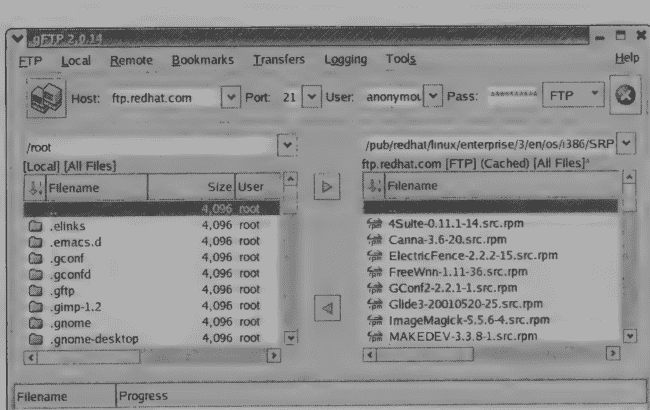 gFTP 2.0.14
FTP Local Remote Bookmarks Transfers Logging Tools Help
Host: ftp.redhat.com Port: 21 User: anonymou Pass: ********** FTP
/root
[Local] [All Files]
Filename Size User
.. 4,096 root
.elinks 4,096 root
.emacs.d 4,096 root
.gconf 4,096 root
.gconfd 4,096 root
.gftp 4,096 root
.gimp-1.2 4,096 root
.gnome 4,096 root
.gnome-desktop 4,096 root
/pub/redhat/linux/enterprise/3/en/os/i386/SRP
ftp.redhat.com [FTP] (Cached) [All Files]*
Filename
..
4Suite-0.11.1-14.src.rpm
Canna-3.6-20.src.rpm
ElectricFence-2.2.2-15.src.rpm
FreeWnn-1.11-36.src.rpm
GConf2-2.2.1-1.src.rpm
Glide3-20010520-25.src.rpm
ImageMagick-5.5.6-4.src.rpm
MAKEDEV-3.3.8-1.src.rpm
Filename Progress